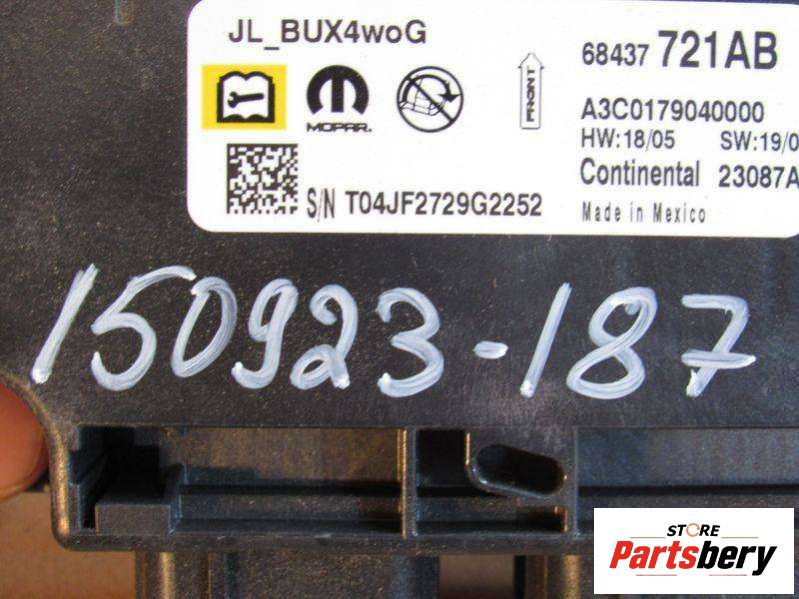 JL_BUX4woG
68437 721AB
MOPAR.
FRONT
A3C0179040000
HW:18/05 SW:19/0
Continental 23087A
S/N T04JF2729G2252
Made in Mexico
150923-187
STORE
Partsbery